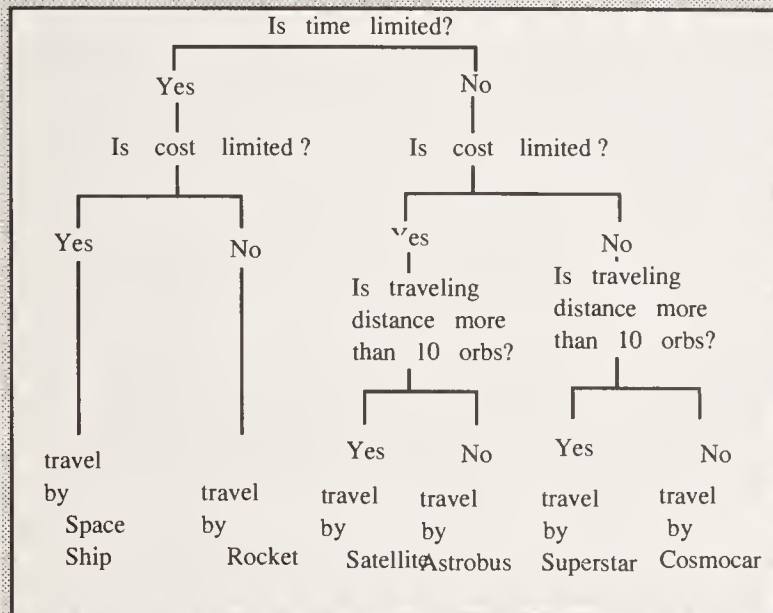 Is time limited?
Yes No
Is cost limited? Is cost limited?
Yes No Yes No
Is traveling distance more than 10 orbs?
Is traveling distance more than 10 orbs?
Yes No Yes No
travel by Space Ship
travel by Rocket
travel by Satellite
travel by Astrobus
travel by Superstar
travel by Cosmocar